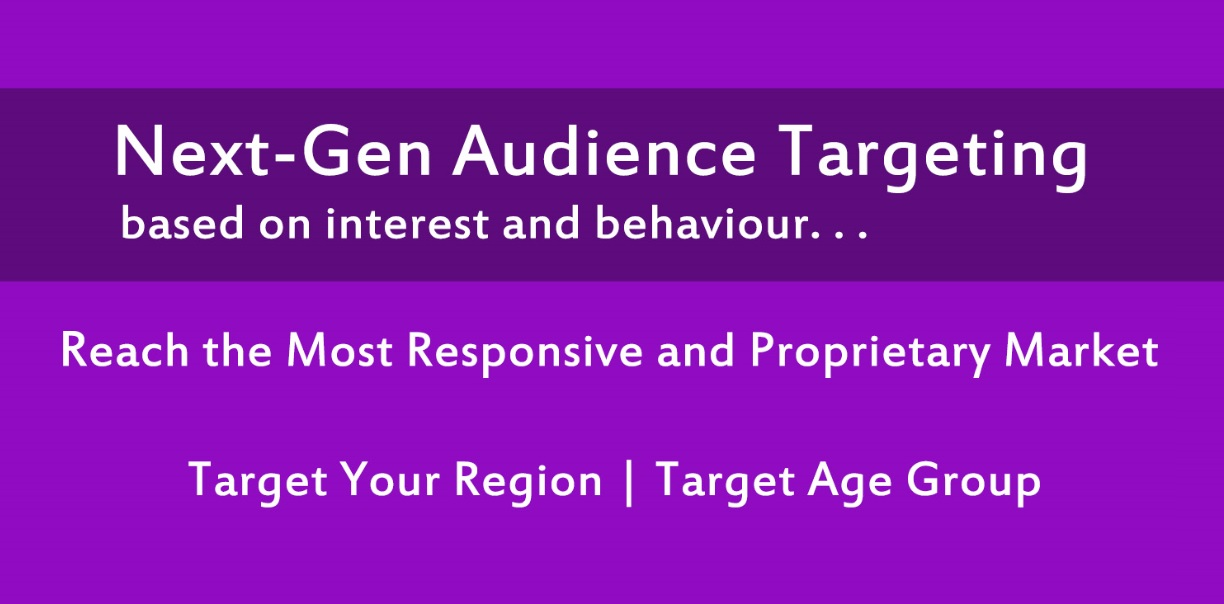 Next-Gen Audience Targeting
based on interest and behaviour. . .
Reach the Most Responsive and Proprietary Market
Target Your Region | Target Age Group